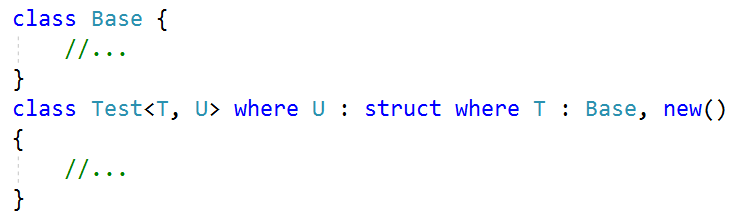 class Base {
    //...
}
class Test<T, U> where U : struct where T : Base, new()
{
    //...
}